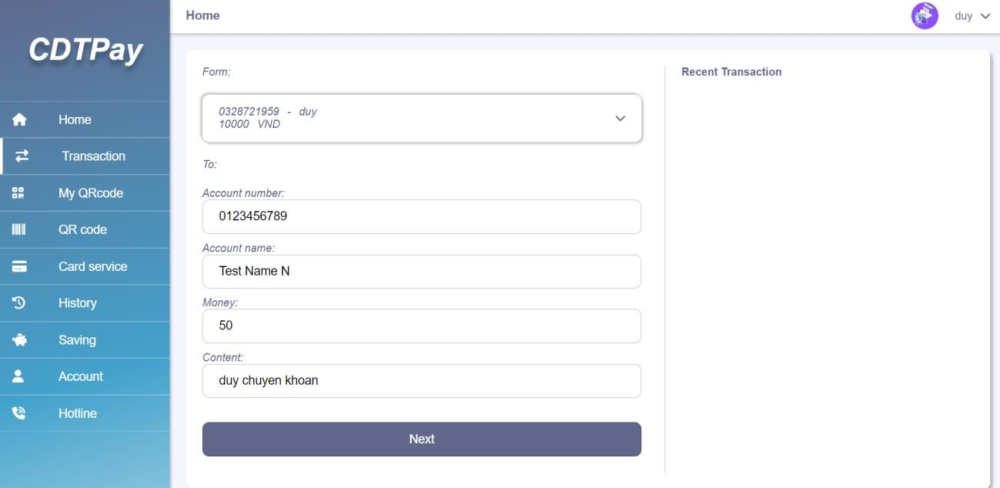 CDTPay
Home
Transaction
My QRcode
QR code
Card service
History
Saving
Account
Hotline
Home
duy
Form:
0328721959 - duy
10000 VND
To:
Account number:
0123456789
Account name:
Test Name N
Money:
50
Content:
duy chuyen khoan
Next
Recent Transaction